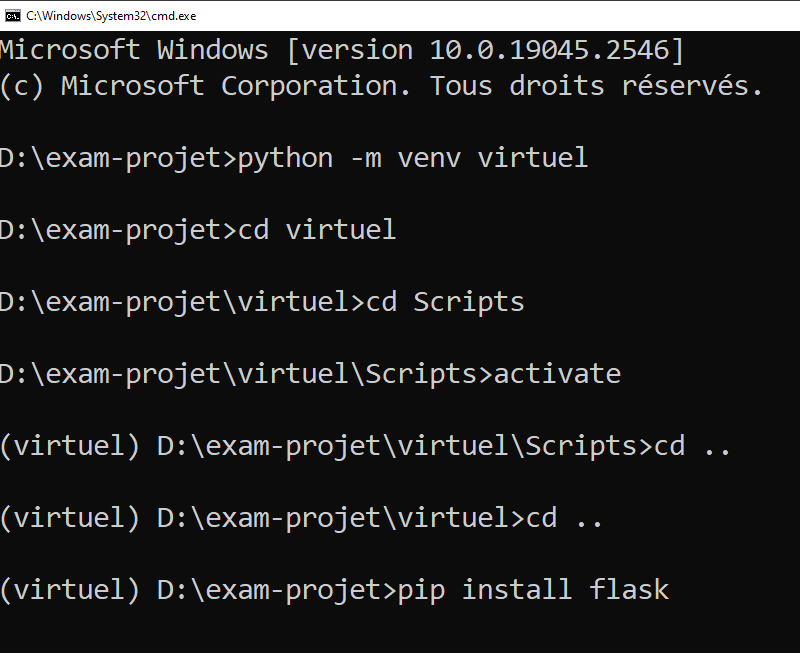 C:\Windows\System32\cmd.exe
Microsoft Windows [version 10.0.19045.2546]
(c) Microsoft Corporation. Tous droits réservés.
D:\exam-projet>python -m venv virtuel
D:\exam-projet>cd virtuel
D:\exam-projet\virtuel>cd Scripts
D:\exam-projet\virtuel\Scripts>activate
(virtuel) D:\exam-projet\virtuel\Scripts>cd ..
(virtuel) D:\exam-projet\virtuel>cd ..
(virtuel) D:\exam-projet>pip install flask